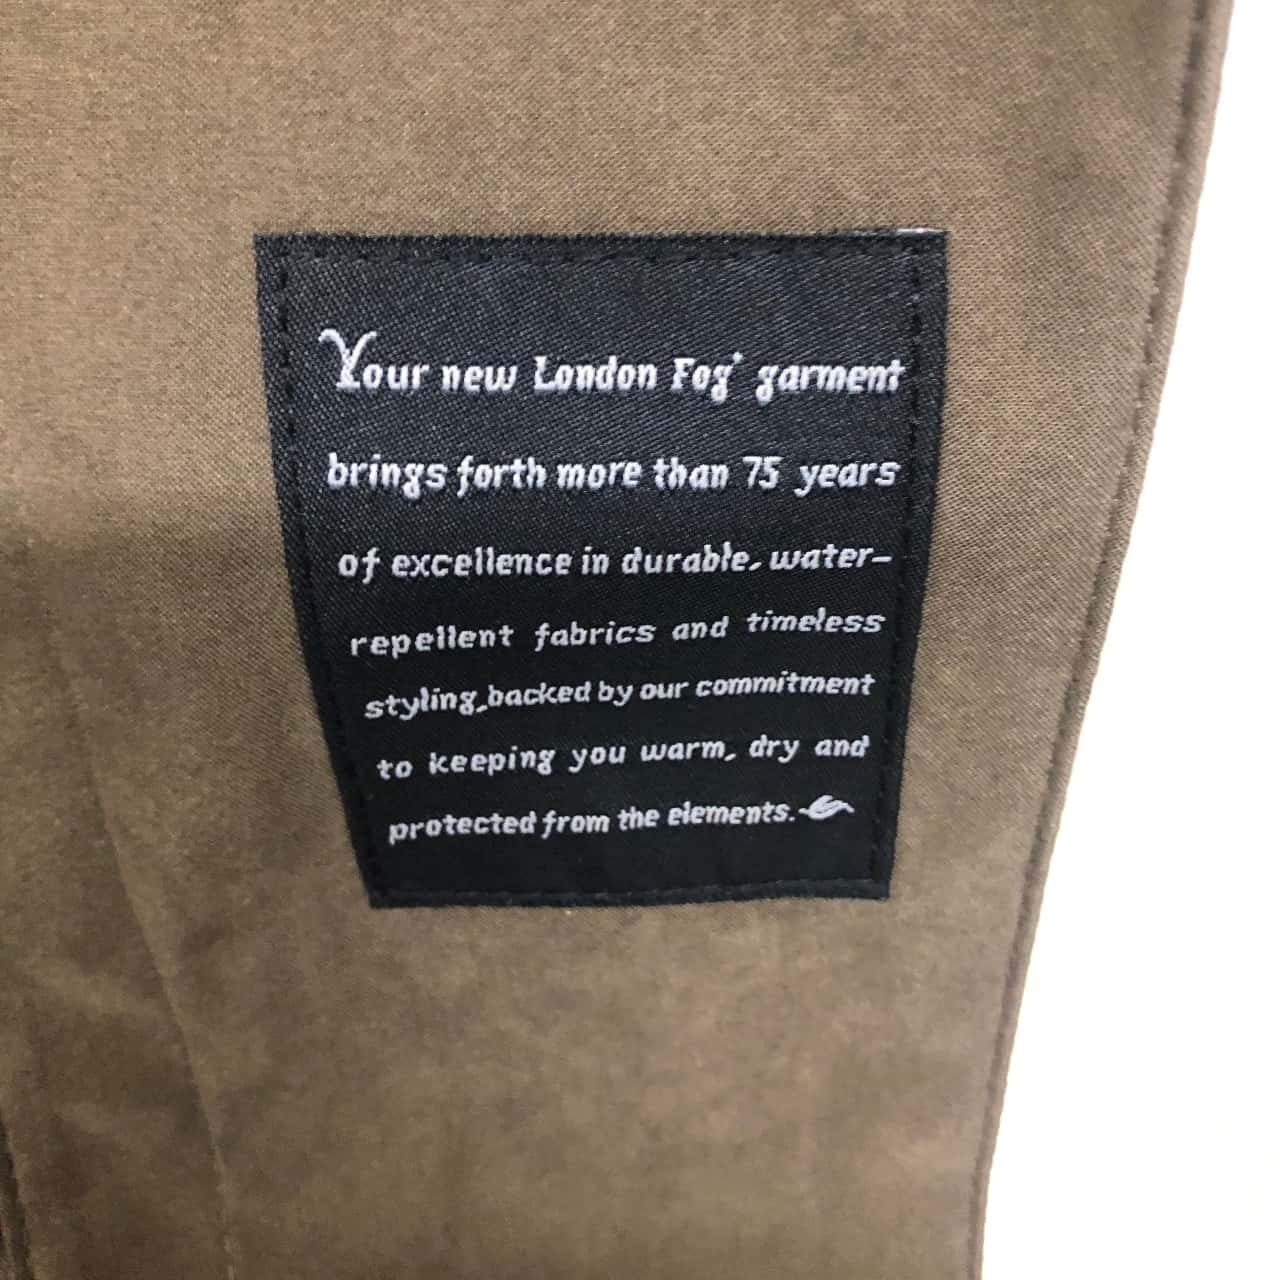 Your new London Fog® garment
brings forth more than 75 years
of excellence in durable, water-
repellent fabrics and timeless
styling, backed by our commitment
to keeping you warm, dry and
protected from the elements.